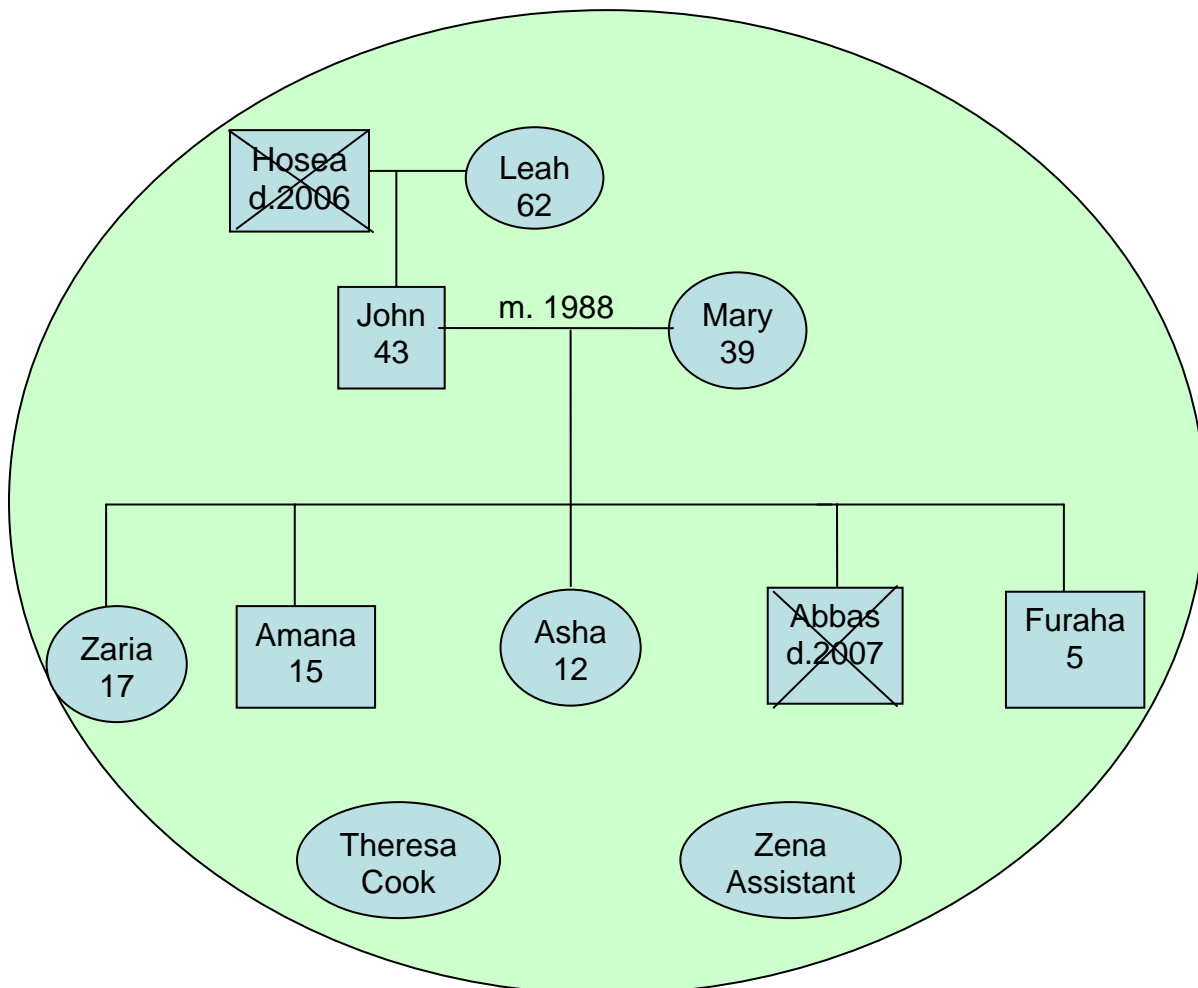 Hosea
d.2006
Leah
62
John
43
m. 1988
Mary
39
Zaria
17
Amana
15
Asha
12
Abbas
d.2007
Furaha
5
Theresa
Cook
Zena
Assistant